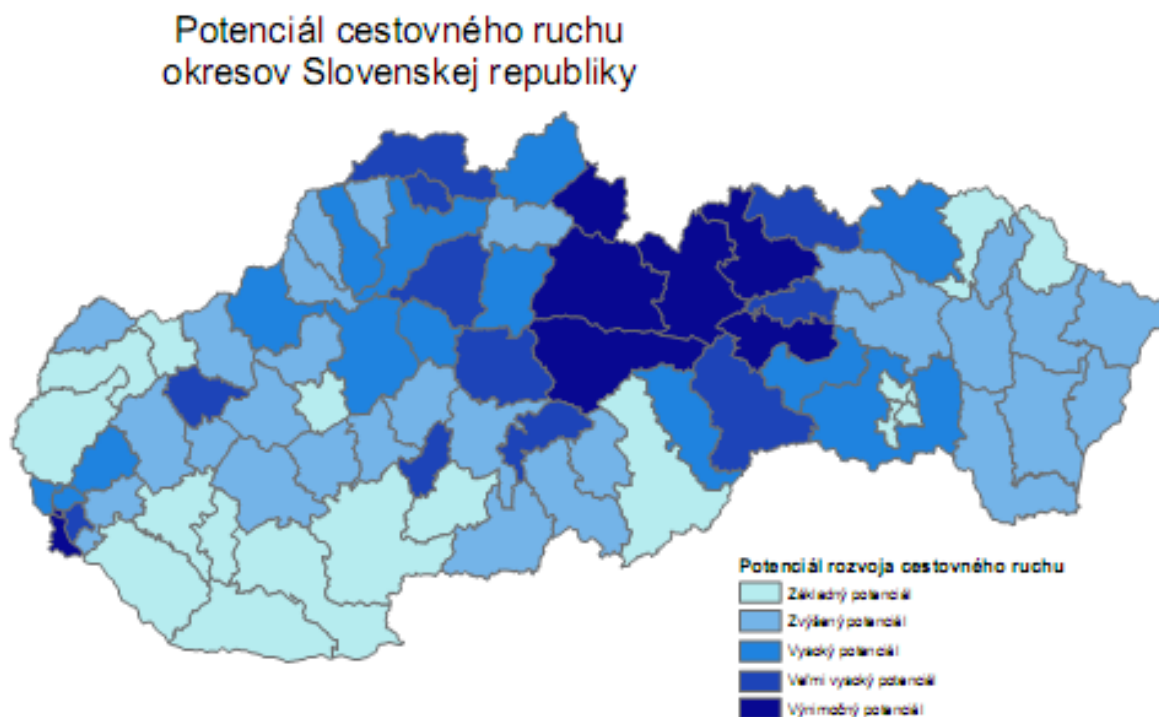 Potenciál cestovného ruchu
okresov Slovenskej republiky
Potenciál rozvoja cestovného ruchu
Základný potenciál
Zvýšený potenciál
Vysoký potenciál
Veľmi vysoký potenciál
Výnimočný potenciál